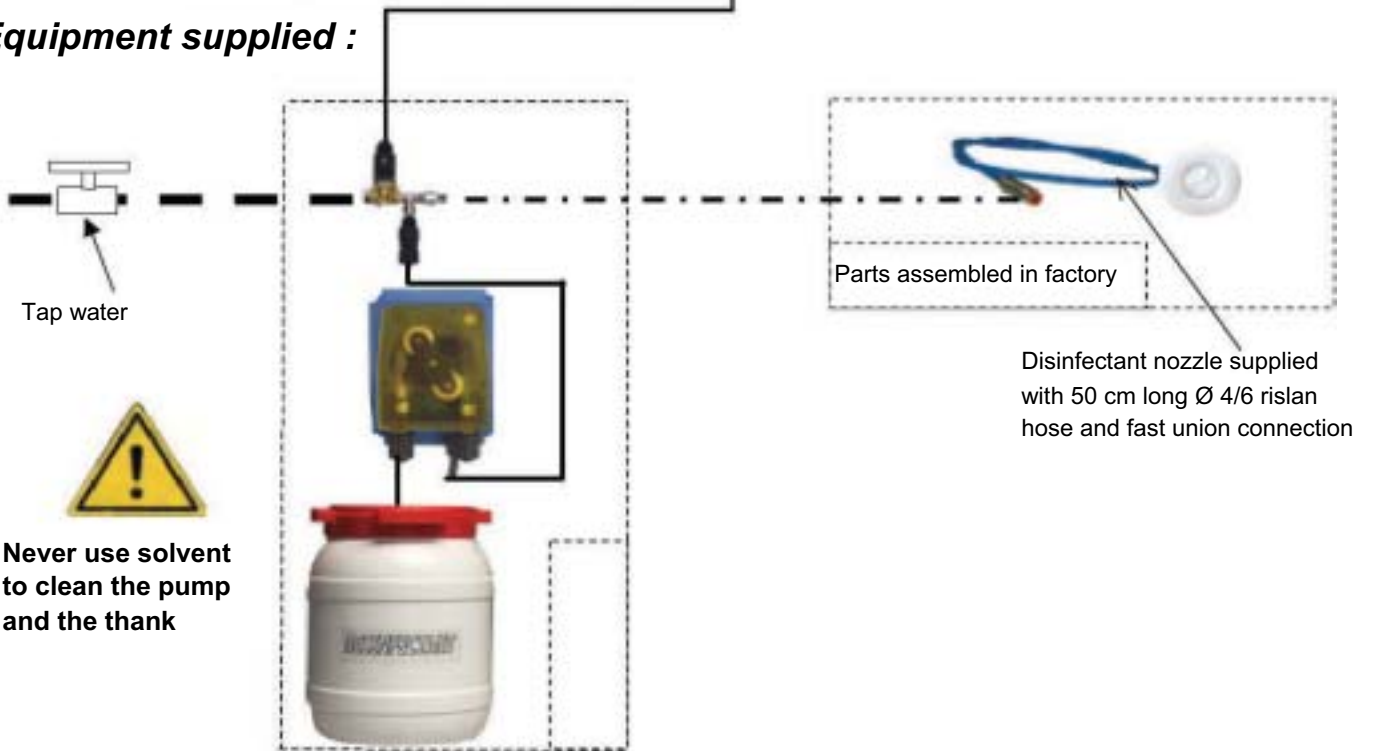 Equipment supplied :
Tap water
Parts assembled in factory
Disinfectant nozzle supplied
with 50 cm long Ø 4/6 rislan
hose and fast union connection
Never use solvent
to clean the pump
and the thank